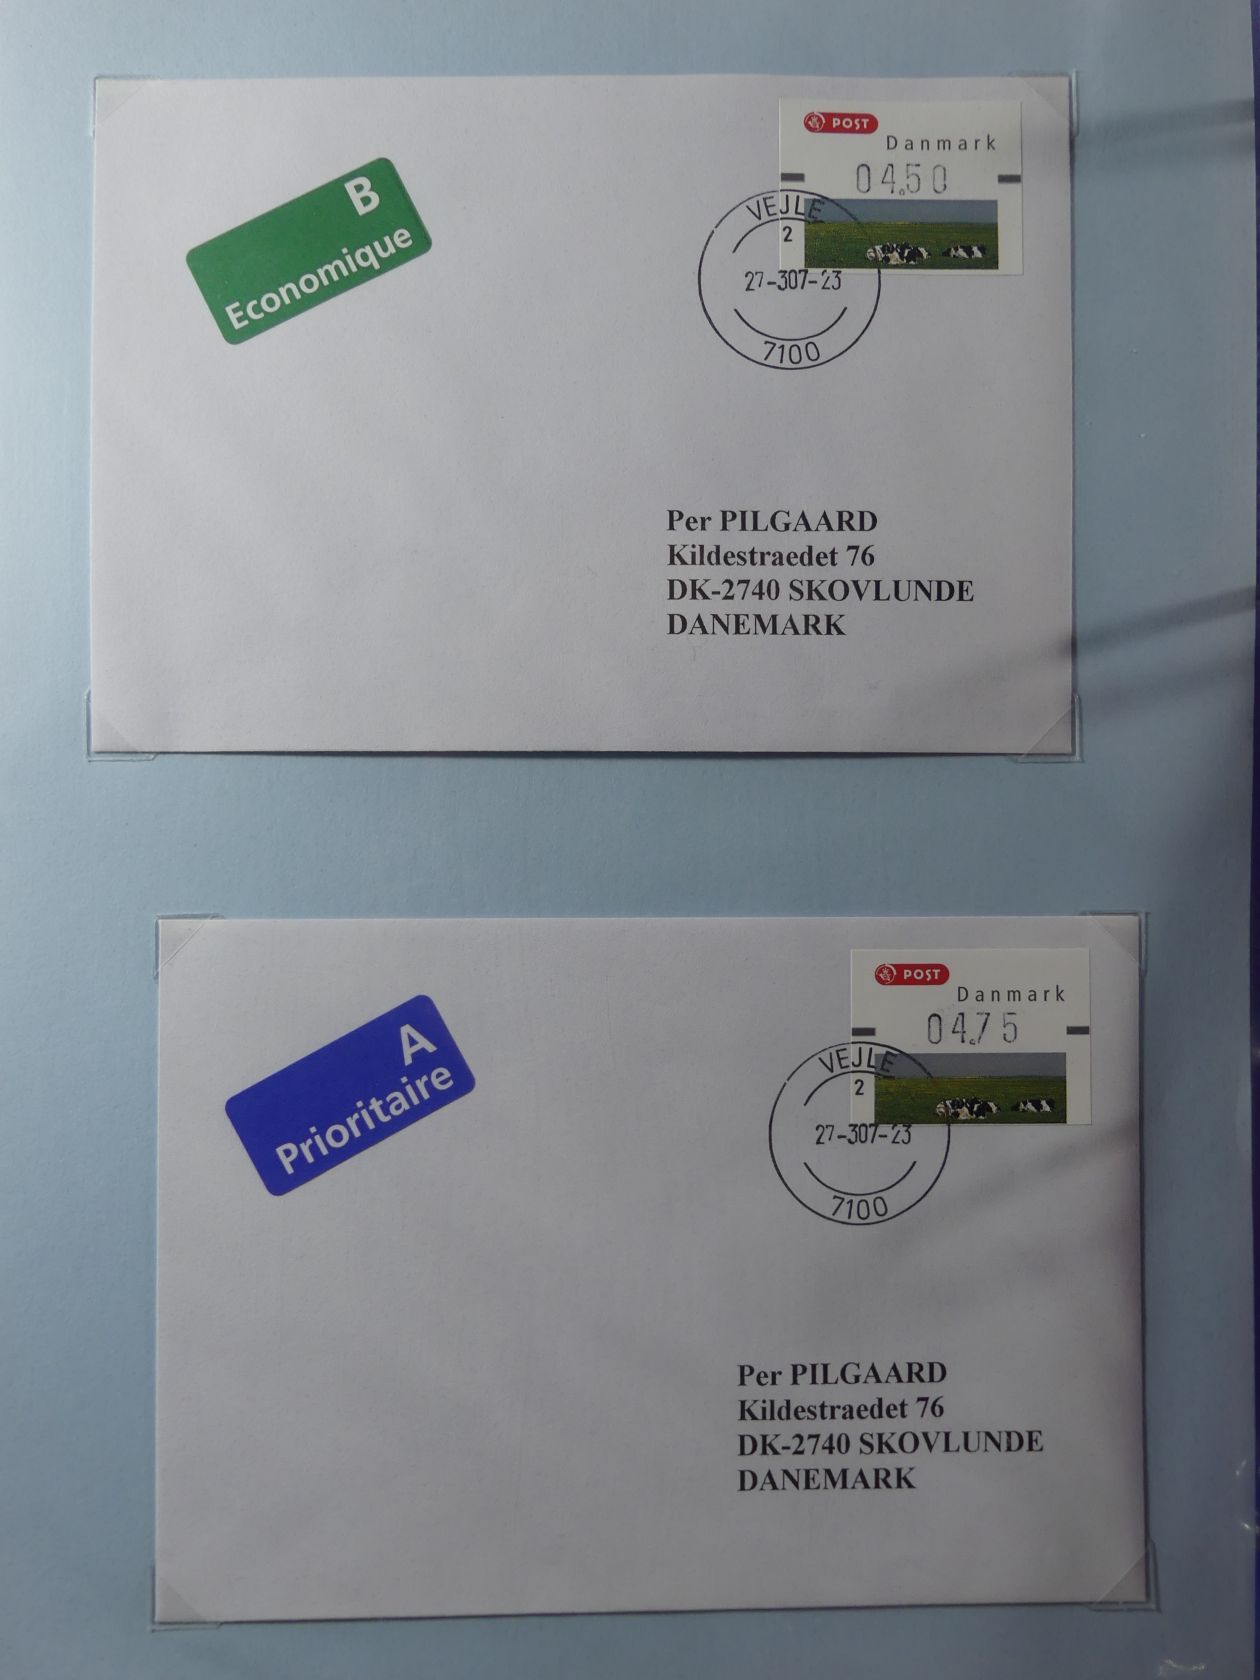 B
Economique
POST
Danmark
04.50
VEJLE
2
27-307-23
7100
Per PILGAARD
Kildestraedet 76
DK-2740 SKOVLUNDE
DANEMARK
A
Prioritaire
POST
Danmark
04.75
VEJLE
2
27-307-23
7100
Per PILGAARD
Kildestraedet 76
DK-2740 SKOVLUNDE
DANEMARK